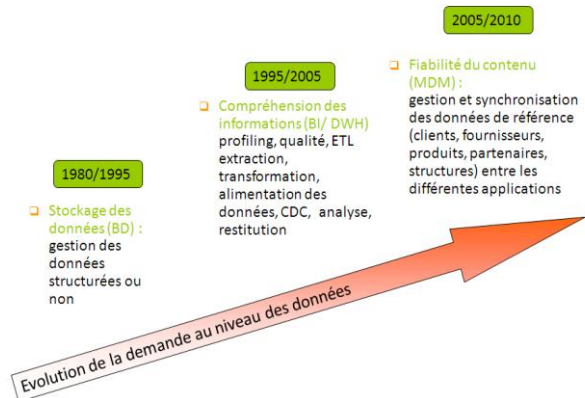 1980/1995
Stockage des
données (BD) :
gestion des
données
structurées ou
non
1995/2005
Compréhension des
informations (BI/ DWH)
profiling, qualité, ETL
extraction,
transformation,
alimentation des
données, CDC, analyse,
restitution
2005/2010
Fiabilité du contenu
(MDM) :
gestion et synchronisation
des données de référence
(clients, fournisseurs,
produits, partenaires,
structures) entre les
différentes applications
Evolution de la demande au niveau des données